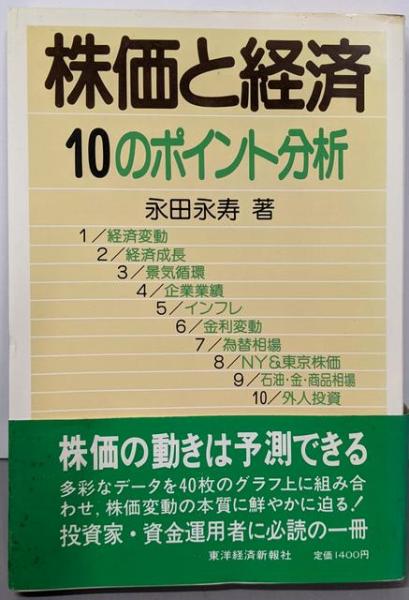 株価と経済
10のポイント分析
永田永寿 著
1/経済変動
2/経済成長
3/景気循環
4/企業業績
5/インフレ
6/金利変動
7/為替相場
8/NY&東京株価
9/石油・金・商品相場
10/外人投資
株価の動きは予測できる
多彩なデータを40枚のグラフ上に組み合
わせ，株価変動の本質に鮮やかに迫る！
投資家・資金運用者に必読の一冊
東洋経済新報社 定価1400円